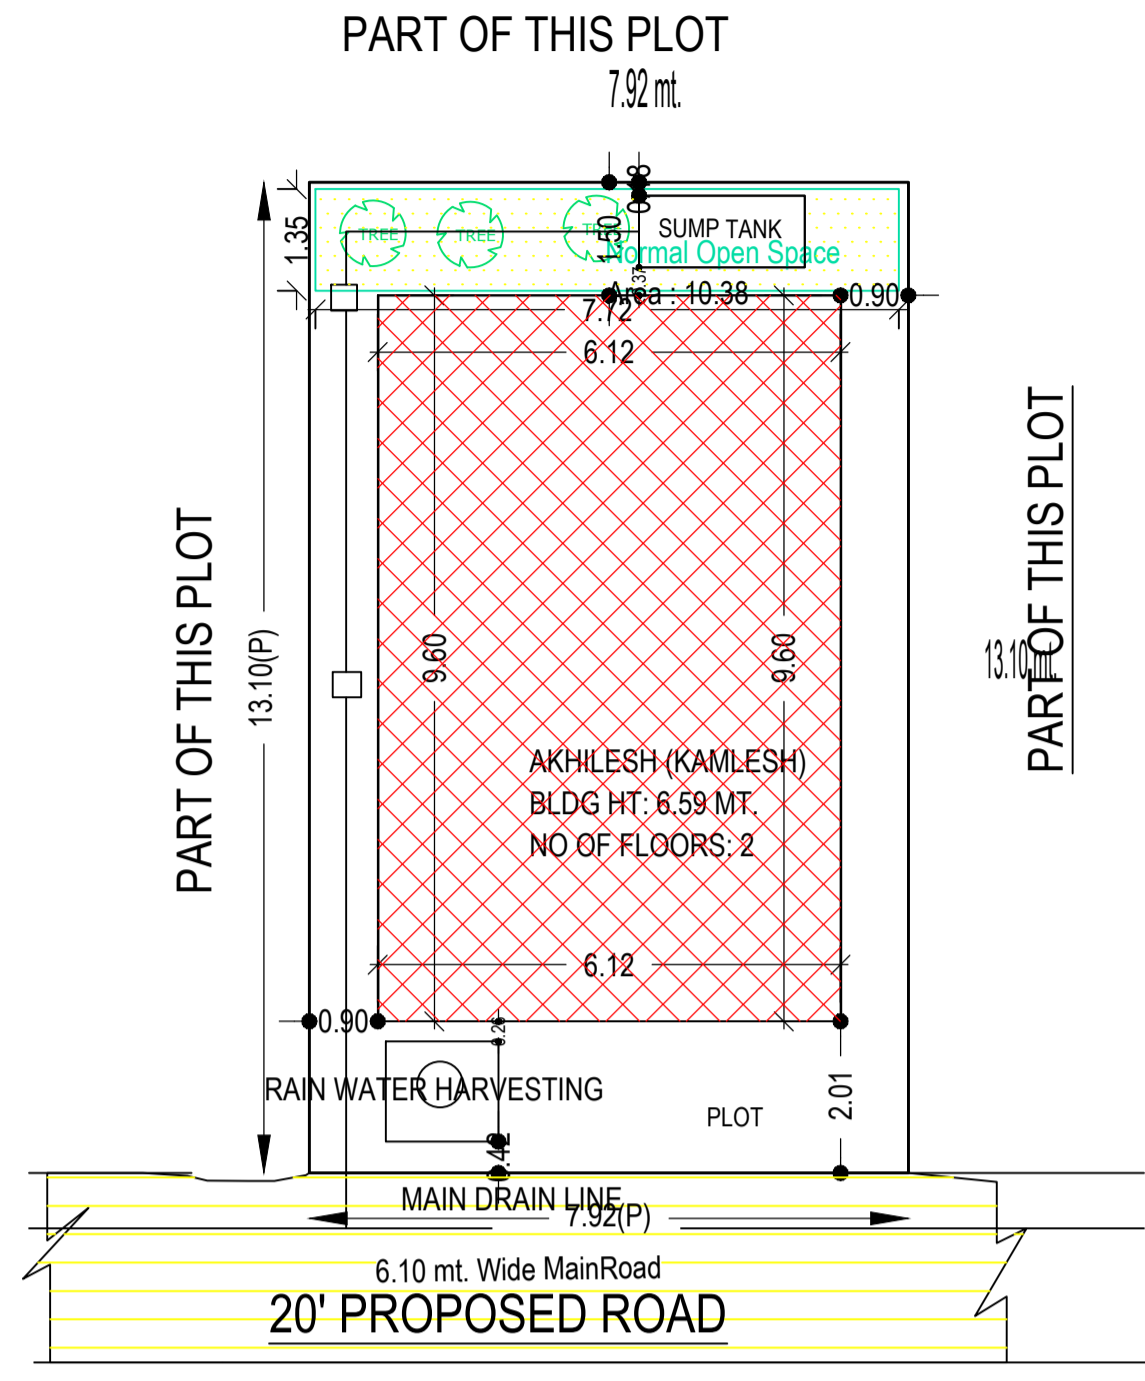 PART OF THIS PLOT
7.92 mt.
1.35
TREE
TREE
TREE
1.50
SUMP TANK
Normal Open Space
Area : 10.38
0.90
7.72
6.12
PART OF THIS PLOT
13.10(P)
9.60
9.60
13.10 mt.
PART OF THIS PLOT
AKHILESH (KAMLESH)
BLDG HT: 6.59 MT.
NO OF FLOORS: 2
6.12
0.90
RAIN WATER HARVESTING
PLOT
2.01
MAIN DRAIN LINE
7.92(P)
6.10 mt. Wide MainRoad
20' PROPOSED ROAD